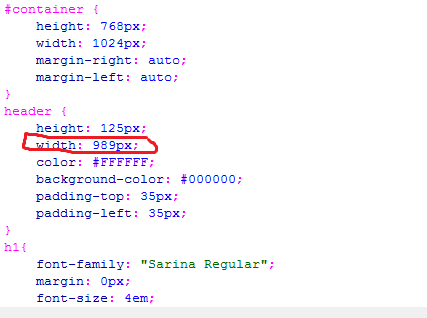 #container {
height: 768px;
width: 1024px;
margin-right: auto;
margin-left: auto;
}
header {
height: 125px;
width: 989px;
color: #FFFFFF;
background-color: #000000;
padding-top: 35px;
padding-left: 35px;
}
h1{
font-family: "Sarina Regular";
margin: 0px;
font-size: 4em;